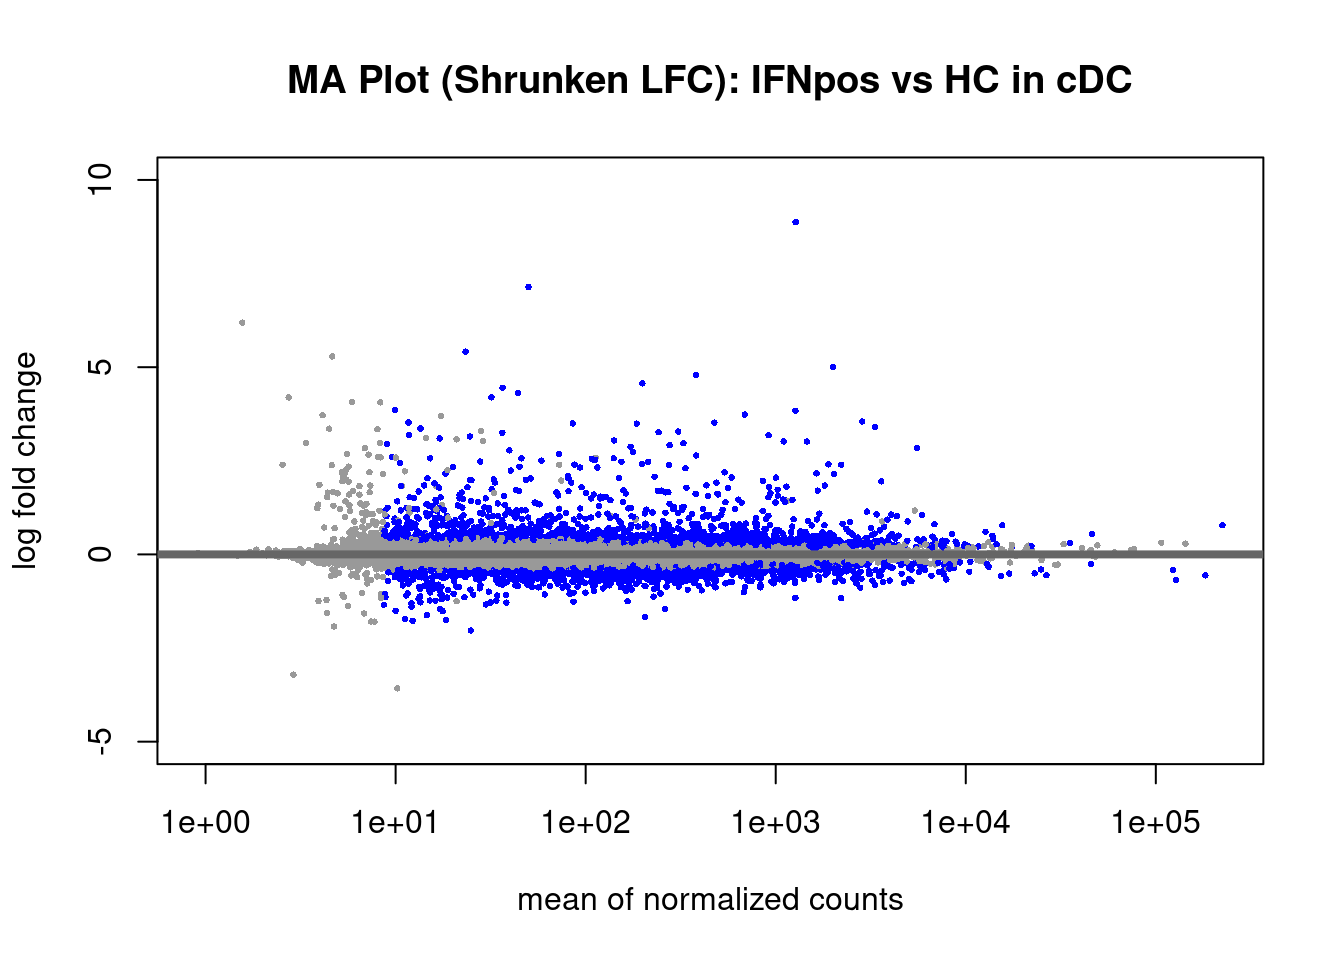 MA Plot (Shrunken LFC): IFNpos vs HC in cDC
10
5
0
-5
log fold change
1e+00 1e+01 1e+02 1e+03 1e+04 1e+05
mean of normalized counts